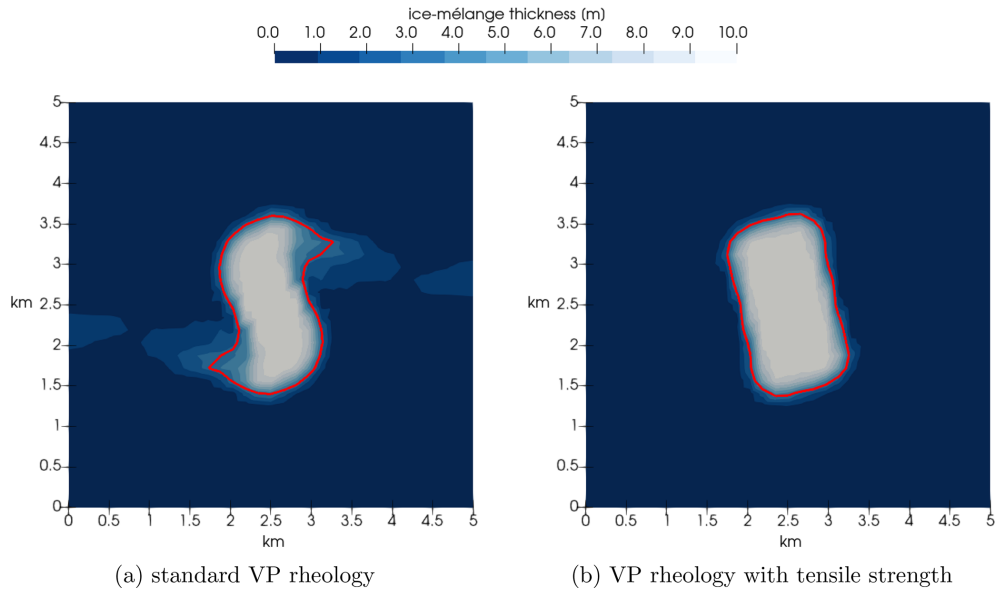 ice-mélange thickness (m)
0.0 1.0 2.0 3.0 4.0 5.0 6.0 7.0 8.0 9.0 10.0
5 5
4.5 4.5
4 4
3.5 3.5
3 3
km 2.5 km 2.5
2 2
1.5 1.5
1 1
0.5 0.5
0 0
0 0.5 1 1.5 2 2.5 3 3.5 4 4.5 5 0 0.5 1 1.5 2 2.5 3 3.5 4 4.5 5
km km
(a) standard VP rheology (b) VP rheology with tensile strength